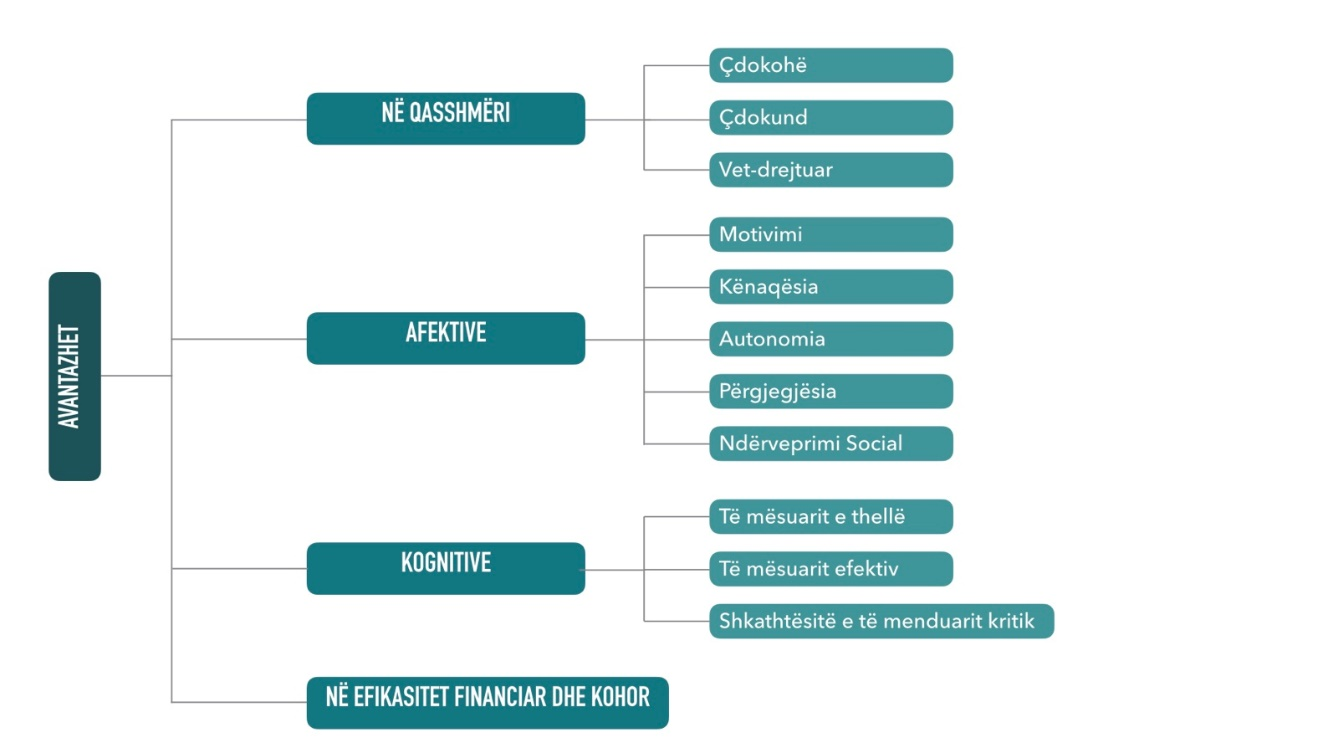 AVANTAZHET
NË QASSHMËRI
Çdokohë
Çdokund
Vet-drejtuar
AFEKTIVE
Motivimi
Kënaqësia
Autonomia
Përgjegjësia
Ndërveprimi Social
KOGNITIVE
Të mësuarit e thellë
Të mësuarit efektiv
Shkathtësitë e të menduarit kritik
NË EFIKASITET FINANCIAR DHE KOHOR